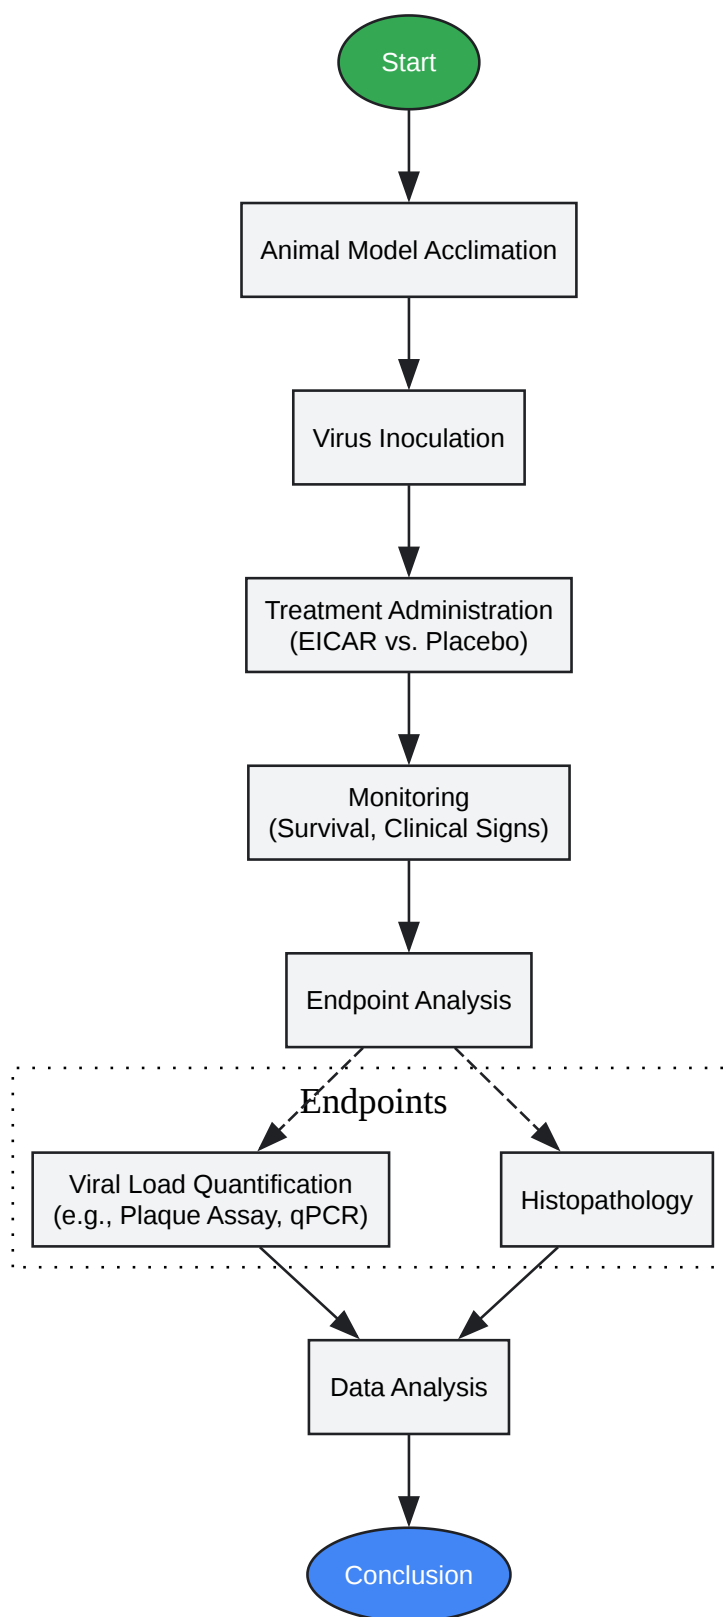 Start
Animal Model Acclimation
Virus Inoculation
Treatment Administration
(EICAR vs. Placebo)
Monitoring
(Survival, Clinical Signs)
Endpoint Analysis
Endpoints
Viral Load Quantification
(e.g., Plaque Assay, qPCR)
Histopathology
Data Analysis
Conclusion